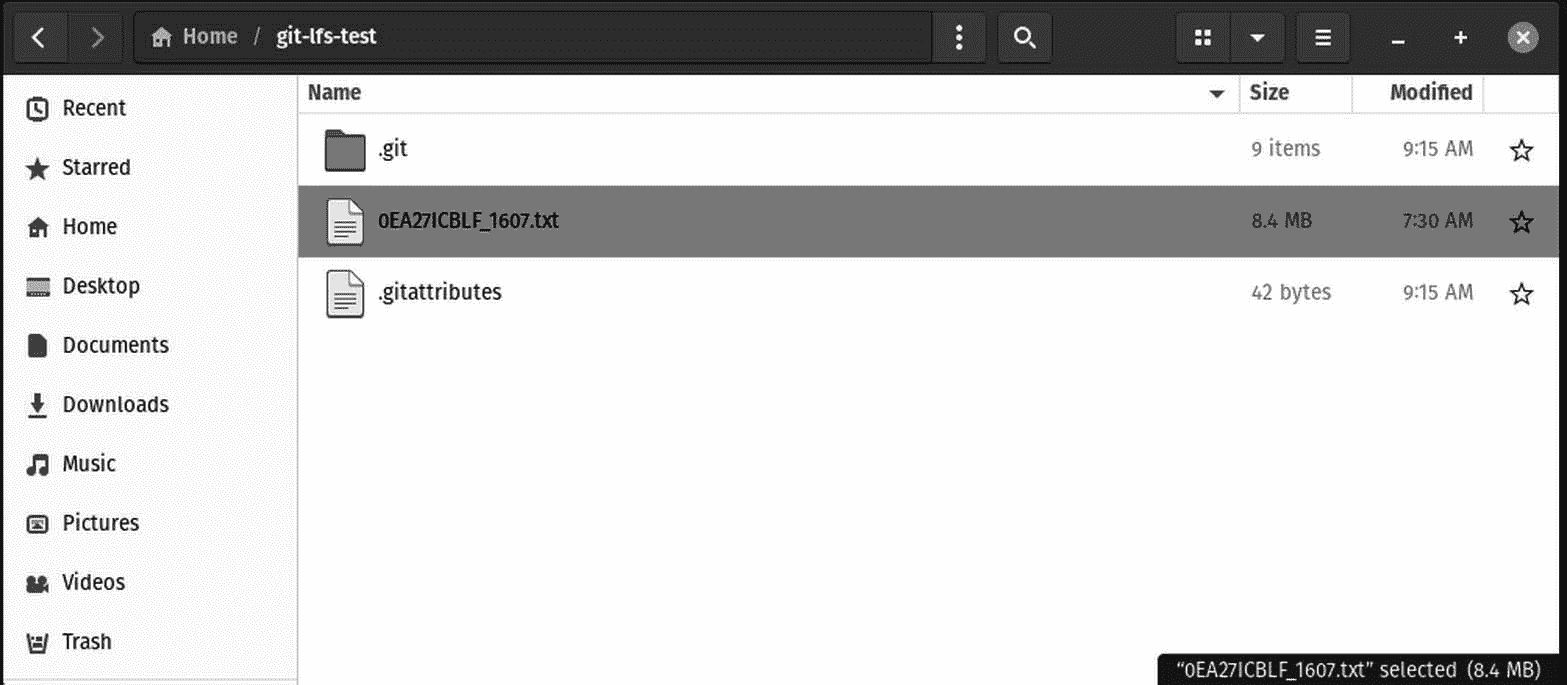 Home / git-lfs-test
Name Size Modified
Recent
.git 9 items 9:15 AM
Starred
0EA27ICBLF_1607.txt 8.4 MB 7:30 AM
Home
Desktop
.gitattributes 42 bytes 9:15 AM
Documents
Downloads
Music
Pictures
Videos
Trash
“0EA27ICBLF_1607.txt” selected (8.4 MB)